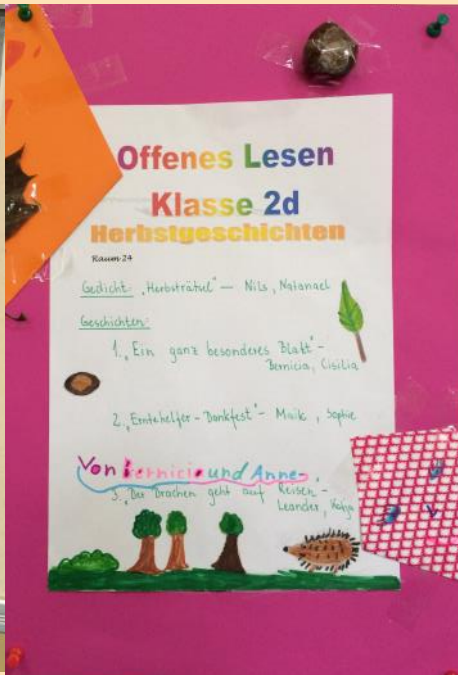 Offenes Lesen
Klasse 2d
Herbstgeschichten
Raum 24
Gedicht: „Herbsträtsel" — Nils, Natanael
Geschichten:
1. „Ein ganz besonderes Blatt" -
Bernicia, Cisilia
2. „Erntehelfer - Dankfest" - Maik, Sophie
Von Bernicia und Anne
3. „Der Drachen geht auf Reisen -
Leander, Katja